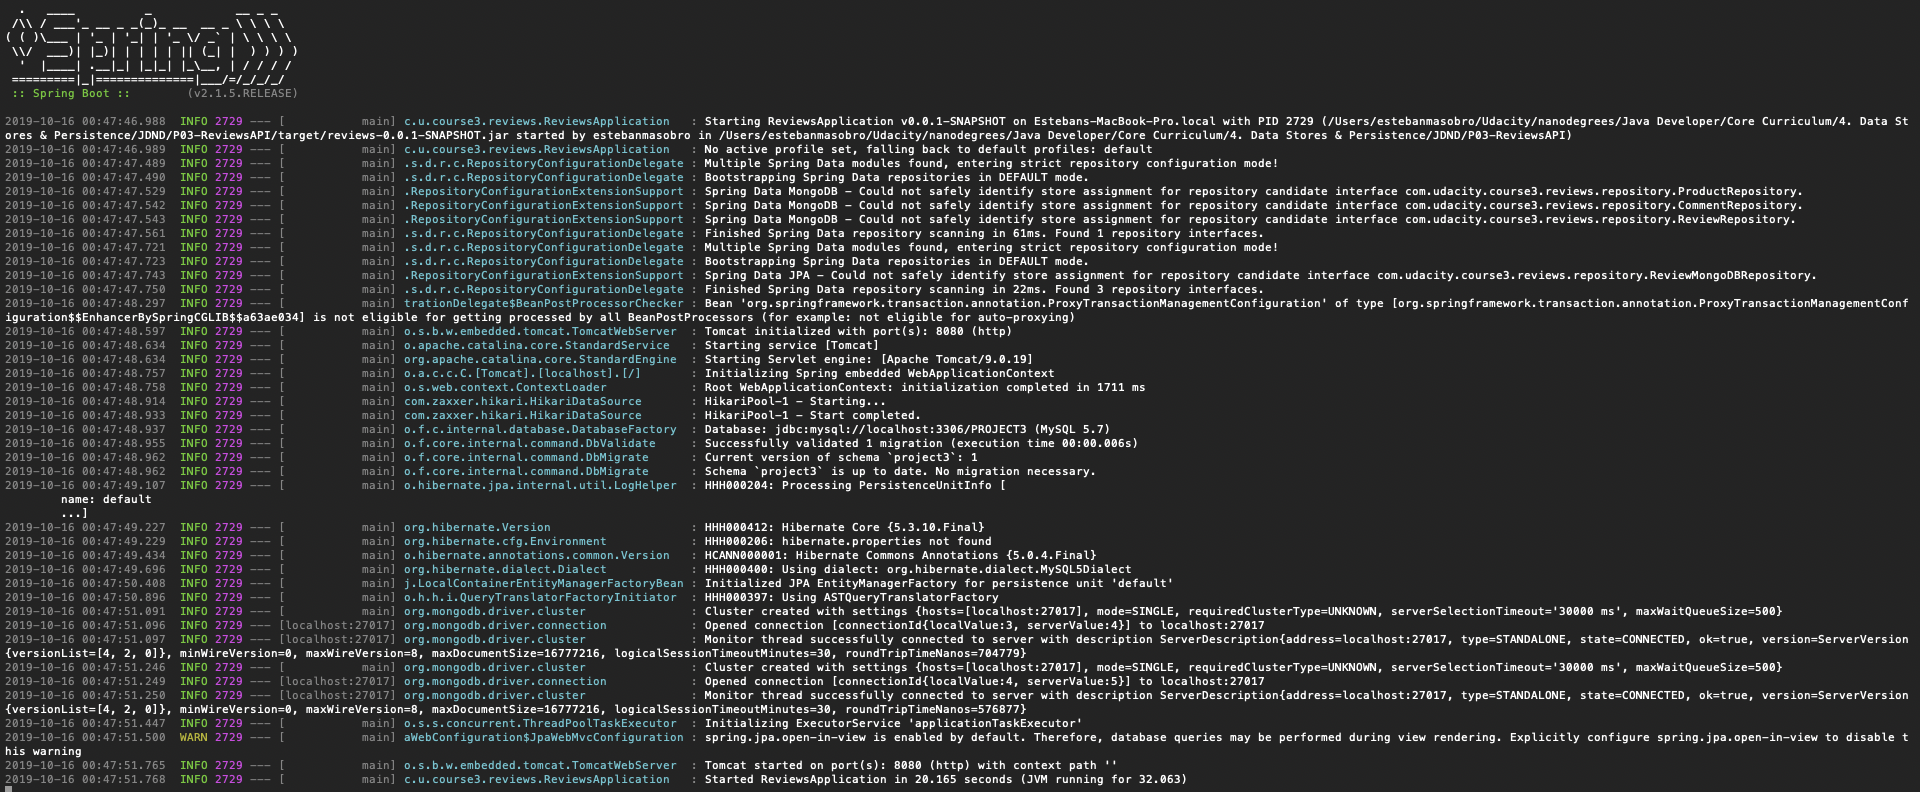 .   ____          _            __ _ _
 /\\ / ___'_ __ _ _(_)_ __  __ _ \ \ \ \
( ( )\___ | '_ | '_| | '_ \/ _` | \ \ \ \
 \\/  ___)| |_)| | | | | || (_| |  ) ) ) )
  '  |____| .__|_| |_|_| |_\__, | / / / /
 =========|_|==============|___/=/_/_/_/
 :: Spring Boot ::        (v2.1.5.RELEASE)
2019-10-16 00:47:46.988  INFO 2729 --- [           main] c.u.course3.reviews.ReviewsApplication   : Starting ReviewsApplication v0.0.1-SNAPSHOT on Estebans-MacBook-Pro.local with PID 2729 (/Users/estebanmasobro/Udacity/nanodegrees/Java Developer/Core Curriculum/4. Data St
ores & Persistence/JDND/P03-ReviewsAPI/target/reviews-0.0.1-SNAPSHOT.jar started by estebanmasobro in /Users/estebanmasobro/Udacity/nanodegrees/Java Developer/Core Curriculum/4. Data Stores & Persistence/JDND/P03-ReviewsAPI)
2019-10-16 00:47:46.989  INFO 2729 --- [           main] c.u.course3.reviews.ReviewsApplication   : No active profile set, falling back to default profiles: default
2019-10-16 00:47:47.489  INFO 2729 --- [           main] .s.d.r.c.RepositoryConfigurationDelegate : Multiple Spring Data modules found, entering strict repository configuration mode!
2019-10-16 00:47:47.490  INFO 2729 --- [           main] .s.d.r.c.RepositoryConfigurationDelegate : Bootstrapping Spring Data repositories in DEFAULT mode.
2019-10-16 00:47:47.529  INFO 2729 --- [           main] .RepositoryConfigurationExtensionSupport : Spring Data MongoDB - Could not safely identify store assignment for repository candidate interface com.udacity.course3.reviews.repository.ProductRepository.
2019-10-16 00:47:47.542  INFO 2729 --- [           main] .RepositoryConfigurationExtensionSupport : Spring Data MongoDB - Could not safely identify store assignment for repository candidate interface com.udacity.course3.reviews.repository.CommentRepository.
2019-10-16 00:47:47.543  INFO 2729 --- [           main] .RepositoryConfigurationExtensionSupport : Spring Data MongoDB - Could not safely identify store assignment for repository candidate interface com.udacity.course3.reviews.repository.ReviewRepository.
2019-10-16 00:47:47.561  INFO 2729 --- [           main] .s.d.r.c.RepositoryConfigurationDelegate : Finished Spring Data repository scanning in 61ms. Found 1 repository interfaces.
2019-10-16 00:47:47.721  INFO 2729 --- [           main] .s.d.r.c.RepositoryConfigurationDelegate : Multiple Spring Data modules found, entering strict repository configuration mode!
2019-10-16 00:47:47.723  INFO 2729 --- [           main] .s.d.r.c.RepositoryConfigurationDelegate : Bootstrapping Spring Data repositories in DEFAULT mode.
2019-10-16 00:47:47.743  INFO 2729 --- [           main] .RepositoryConfigurationExtensionSupport : Spring Data JPA - Could not safely identify store assignment for repository candidate interface com.udacity.course3.reviews.repository.ReviewMongoDBRepository.
2019-10-16 00:47:47.750  INFO 2729 --- [           main] .s.d.r.c.RepositoryConfigurationDelegate : Finished Spring Data repository scanning in 22ms. Found 3 repository interfaces.
2019-10-16 00:47:48.297  INFO 2729 --- [           main] trationDelegate$BeanPostProcessorChecker : Bean 'org.springframework.transaction.annotation.ProxyTransactionManagementConfiguration' of type [org.springframework.transaction.annotation.ProxyTransactionManagementConf
iguration$$EnhancerBySpringCGLIB$$a63ae034] is not eligible for getting processed by all BeanPostProcessors (for example: not eligible for auto-proxying)
2019-10-16 00:47:48.597  INFO 2729 --- [           main] o.s.b.w.embedded.tomcat.TomcatWebServer  : Tomcat initialized with port(s): 8080 (http)
2019-10-16 00:47:48.634  INFO 2729 --- [           main] o.apache.catalina.core.StandardService   : Starting service [Tomcat]
2019-10-16 00:47:48.634  INFO 2729 --- [           main] org.apache.catalina.core.StandardEngine  : Starting Servlet engine: [Apache Tomcat/9.0.19]
2019-10-16 00:47:48.757  INFO 2729 --- [           main] o.a.c.c.C.[Tomcat].[localhost].[/]       : Initializing Spring embedded WebApplicationContext
2019-10-16 00:47:48.758  INFO 2729 --- [           main] o.s.web.context.ContextLoader            : Root WebApplicationContext: initialization completed in 1711 ms
2019-10-16 00:47:48.914  INFO 2729 --- [           main] com.zaxxer.hikari.HikariDataSource       : HikariPool-1 - Starting...
2019-10-16 00:47:48.933  INFO 2729 --- [           main] com.zaxxer.hikari.HikariDataSource       : HikariPool-1 - Start completed.
2019-10-16 00:47:48.937  INFO 2729 --- [           main] o.f.c.internal.database.DatabaseFactory  : Database: jdbc:mysql://localhost:3306/PROJECT3 (MySQL 5.7)
2019-10-16 00:47:48.955  INFO 2729 --- [           main] o.f.core.internal.command.DbValidate     : Successfully validated 1 migration (execution time 00:00.006s)
2019-10-16 00:47:48.962  INFO 2729 --- [           main] o.f.core.internal.command.DbMigrate      : Current version of schema `project3`: 1
2019-10-16 00:47:48.962  INFO 2729 --- [           main] o.f.core.internal.command.DbMigrate      : Schema `project3` is up to date. No migration necessary.
2019-10-16 00:47:49.107  INFO 2729 --- [           main] o.hibernate.jpa.internal.util.LogHelper  : HHH000204: Processing PersistenceUnitInfo [
        name: default
        ...]
2019-10-16 00:47:49.227  INFO 2729 --- [           main] org.hibernate.Version                    : HHH000412: Hibernate Core {5.3.10.Final}
2019-10-16 00:47:49.229  INFO 2729 --- [           main] org.hibernate.cfg.Environment            : HHH000206: hibernate.properties not found
2019-10-16 00:47:49.434  INFO 2729 --- [           main] o.hibernate.annotations.common.Version   : HCANN000001: Hibernate Commons Annotations {5.0.4.Final}
2019-10-16 00:47:49.696  INFO 2729 --- [           main] org.hibernate.dialect.Dialect            : HHH000400: Using dialect: org.hibernate.dialect.MySQL5Dialect
2019-10-16 00:47:50.408  INFO 2729 --- [           main] j.LocalContainerEntityManagerFactoryBean : Initialized JPA EntityManagerFactory for persistence unit 'default'
2019-10-16 00:47:50.896  INFO 2729 --- [           main] o.h.h.i.QueryTranslatorFactoryInitiator  : HHH000397: Using ASTQueryTranslatorFactory
2019-10-16 00:47:51.091  INFO 2729 --- [           main] org.mongodb.driver.cluster               : Cluster created with settings {hosts=[localhost:27017], mode=SINGLE, requiredClusterType=UNKNOWN, serverSelectionTimeout='30000 ms', maxWaitQueueSize=500}
2019-10-16 00:47:51.096  INFO 2729 --- [localhost:27017] org.mongodb.driver.connection            : Opened connection [connectionId{localValue:3, serverValue:4}] to localhost:27017
2019-10-16 00:47:51.097  INFO 2729 --- [localhost:27017] org.mongodb.driver.cluster               : Monitor thread successfully connected to server with description ServerDescription{address=localhost:27017, type=STANDALONE, state=CONNECTED, ok=true, version=ServerVersion
{versionList=[4, 2, 0]}, minWireVersion=0, maxWireVersion=8, maxDocumentSize=16777216, logicalSessionTimeoutMinutes=30, roundTripTimeNanos=704779}
2019-10-16 00:47:51.246  INFO 2729 --- [           main] org.mongodb.driver.cluster               : Cluster created with settings {hosts=[localhost:27017], mode=SINGLE, requiredClusterType=UNKNOWN, serverSelectionTimeout='30000 ms', maxWaitQueueSize=500}
2019-10-16 00:47:51.249  INFO 2729 --- [localhost:27017] org.mongodb.driver.connection            : Opened connection [connectionId{localValue:4, serverValue:5}] to localhost:27017
2019-10-16 00:47:51.250  INFO 2729 --- [localhost:27017] org.mongodb.driver.cluster               : Monitor thread successfully connected to server with description ServerDescription{address=localhost:27017, type=STANDALONE, state=CONNECTED, ok=true, version=ServerVersion
{versionList=[4, 2, 0]}, minWireVersion=0, maxWireVersion=8, maxDocumentSize=16777216, logicalSessionTimeoutMinutes=30, roundTripTimeNanos=576877}
2019-10-16 00:47:51.447  INFO 2729 --- [           main] o.s.s.concurrent.ThreadPoolTaskExecutor  : Initializing ExecutorService 'applicationTaskExecutor'
2019-10-16 00:47:51.500  WARN 2729 --- [           main] aWebConfiguration$JpaWebMvcConfiguration : spring.jpa.open-in-view is enabled by default. Therefore, database queries may be performed during view rendering. Explicitly configure spring.jpa.open-in-view to disable t
his warning
2019-10-16 00:47:51.765  INFO 2729 --- [           main] o.s.b.w.embedded.tomcat.TomcatWebServer  : Tomcat started on port(s): 8080 (http) with context path ''
2019-10-16 00:47:51.768  INFO 2729 --- [           main] c.u.course3.reviews.ReviewsApplication   : Started ReviewsApplication in 20.165 seconds (JVM running for 32.063)